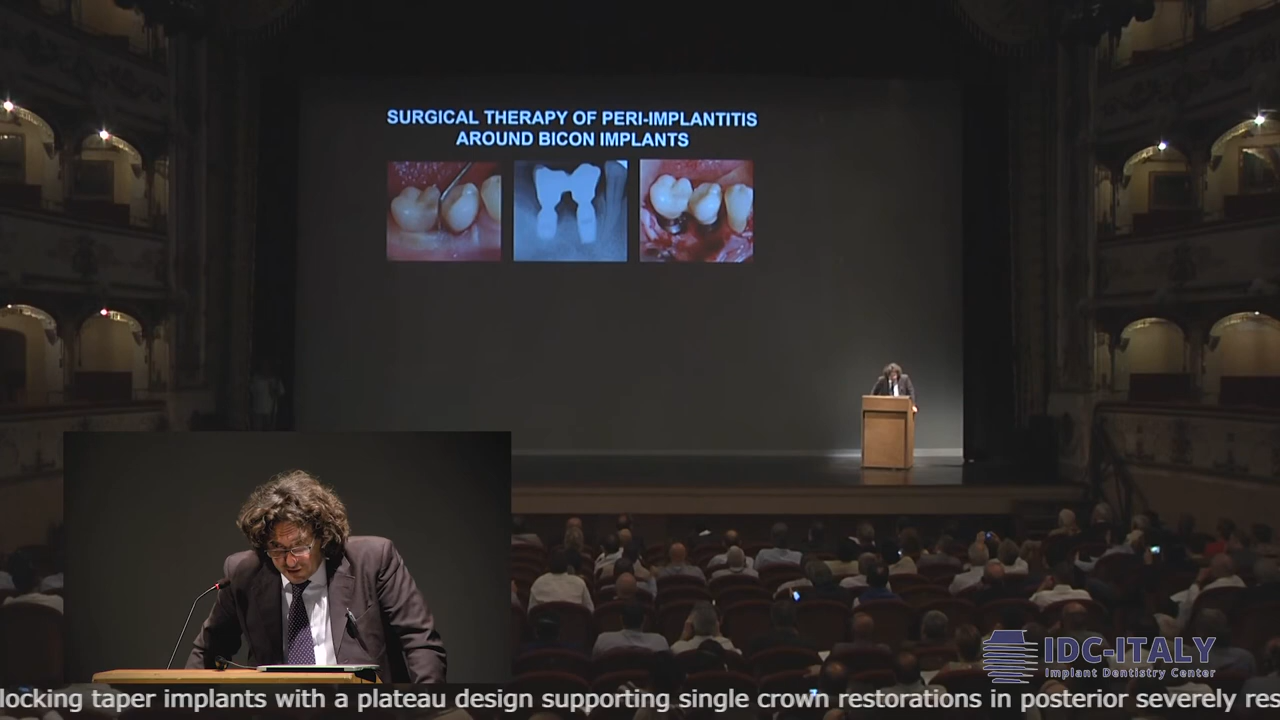 SURGICAL THERAPY OF PERI-IMPLANTITIS
AROUND BICON IMPLANTS
IDC-ITALY
Implant Dentistry Center
locking taper implants with a plateau design supporting single crown restorations in posterior severely res